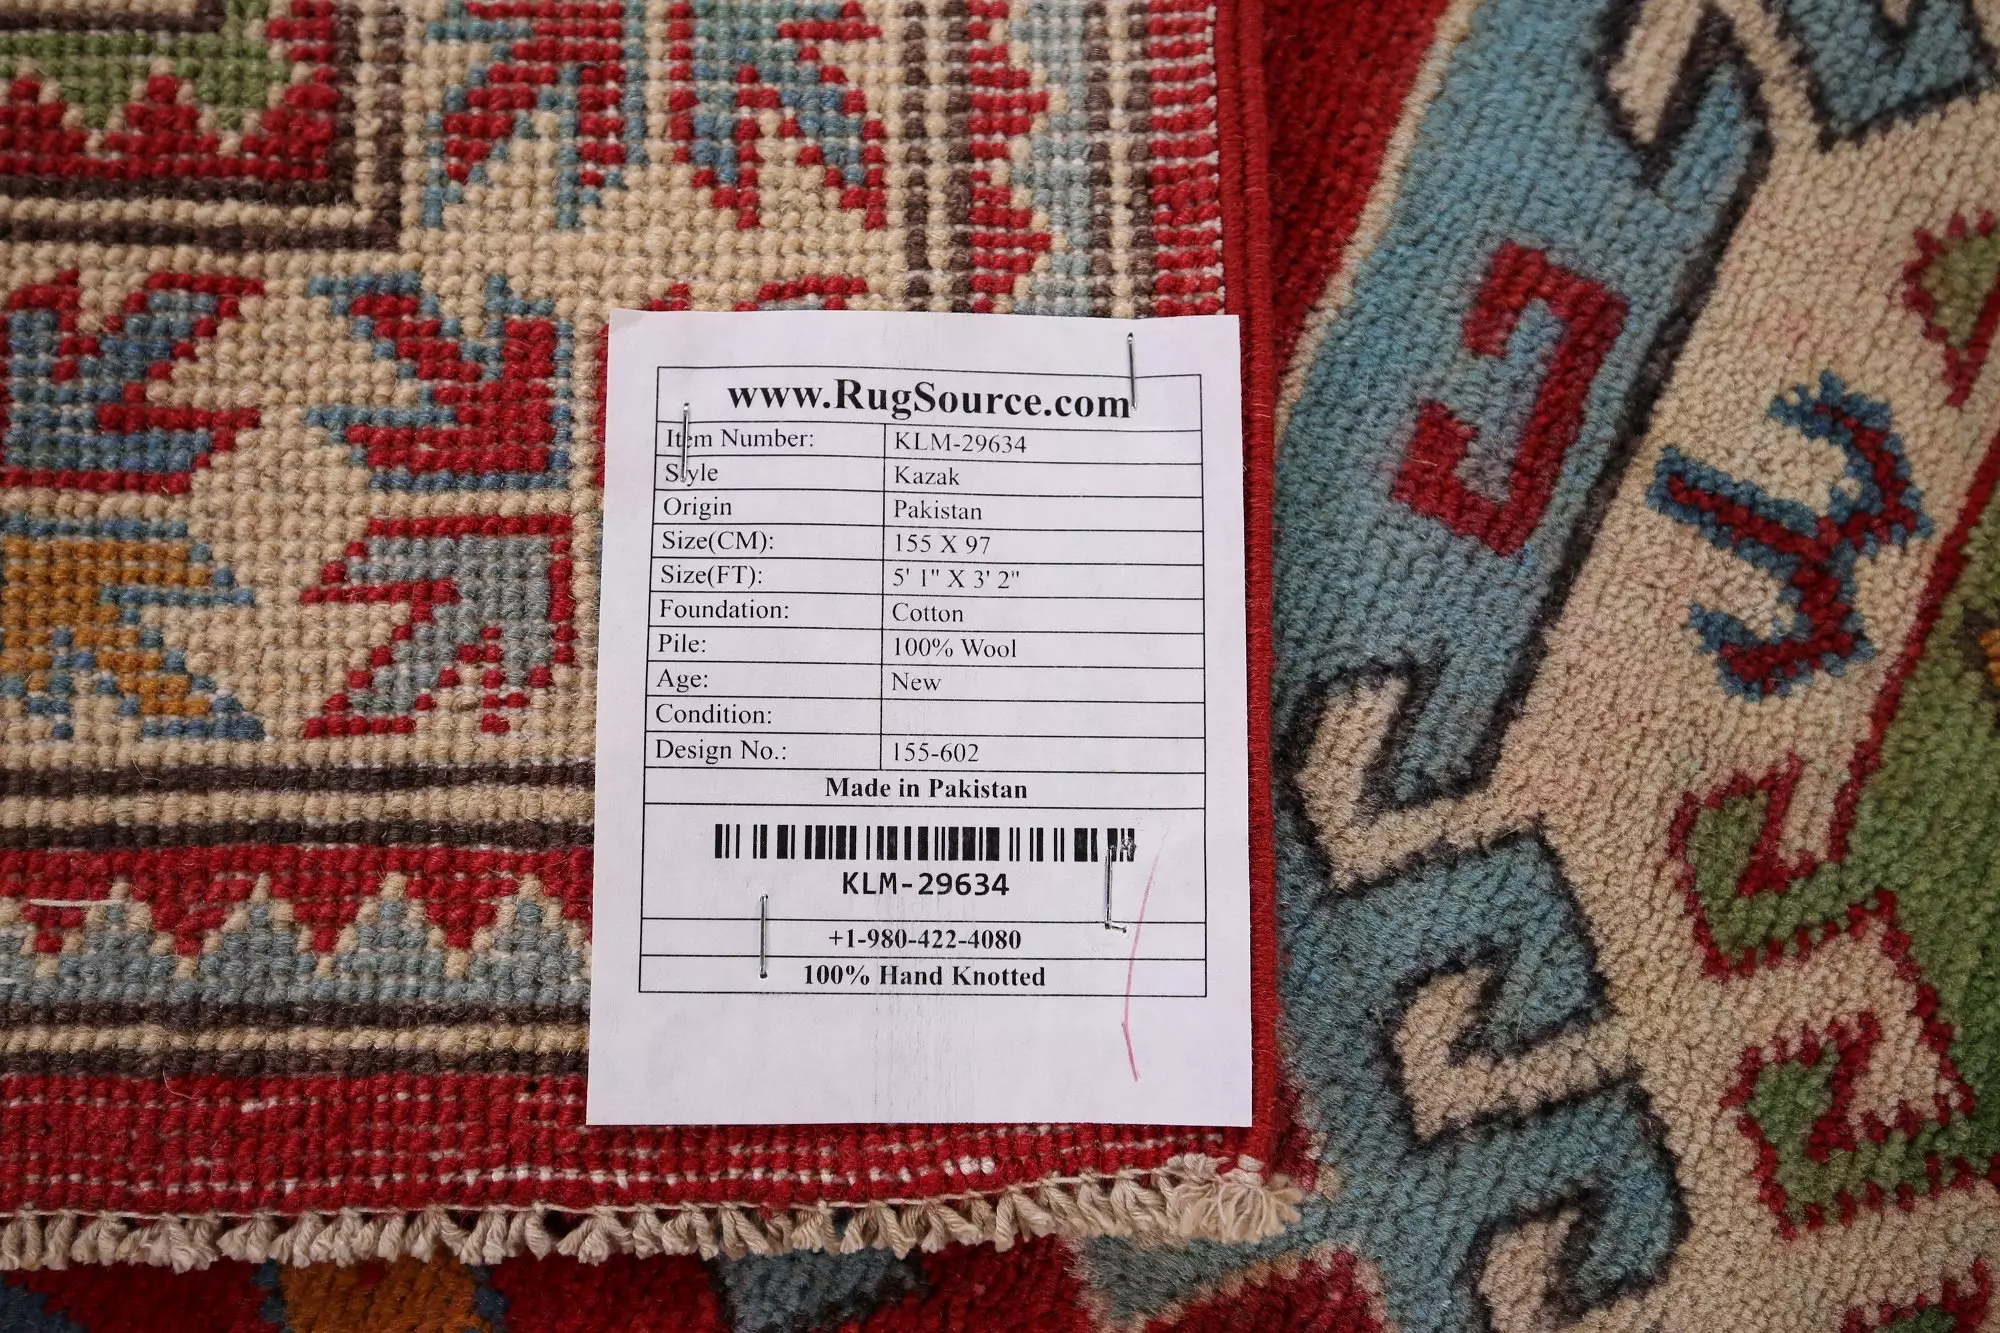 www.RugSource.com
Item Number: KLM-29634
Style Kazak
Origin Pakistan
Size(CM): 155 X 97
Size(FT): 5' 1" X 3' 2"
Foundation: Cotton
Pile: 100% Wool
Age: New
Condition:
Design No.: 155-602
Made in Pakistan
KLM-29634
+1-980-422-4080
100% Hand Knotted